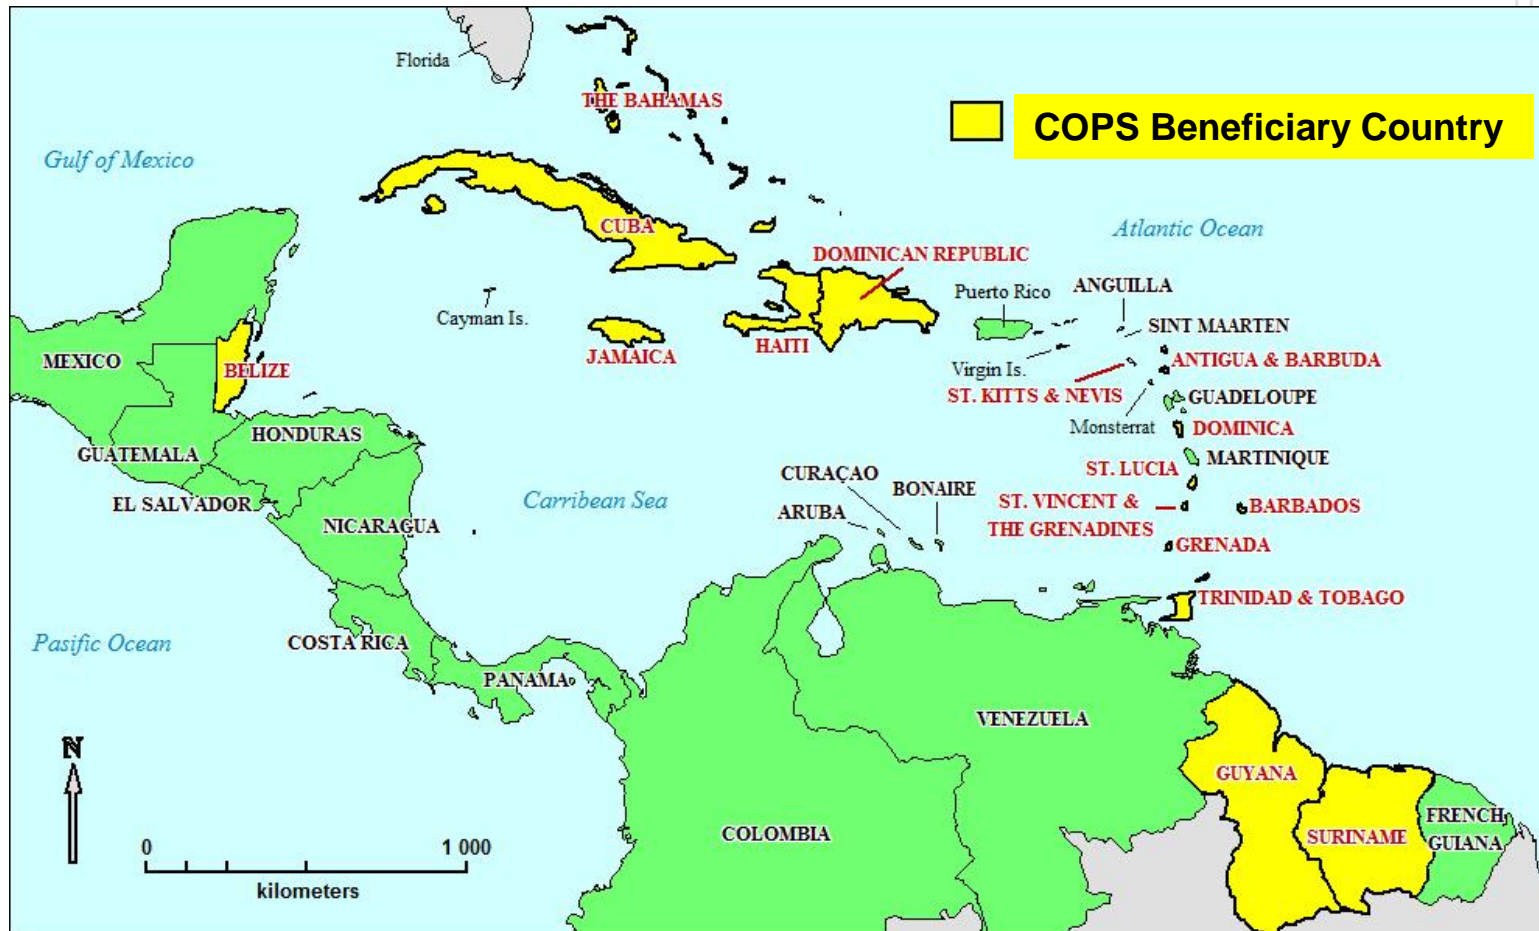 Florida
THE BAHAMAS
COPS Beneficiary Country
Gulf of Mexico
CUBA
Atlantic Ocean
DOMINICAN REPUBLIC
Puerto Rico
ANGUILLA
Cayman Is.
SINT MAARTEN
MEXICO
BELIZE
JAMAICA
HAITI
Virgin Is.
ANTIGUA & BARBUDA
ST. KITTS & NEVIS
GUADELOUPE
Monsterrat
DOMINICA
HONDURAS
GUATEMALA
ST. LUCIA
MARTINIQUE
EL SALVADOR
NICARAGUA
Carribean Sea
CURAÇAO
BONAIRE
ARUBA
ST. VINCENT &
THE GRENADINES
BARBADOS
GRENADA
TRINIDAD & TOBAGO
Pasific Ocean
COSTA RICA
PANAMA
VENEZUELA
GUYANA
N
COLOMBIA
SURINAME
FRENCH
GUIANA
0
1 000
kilometers